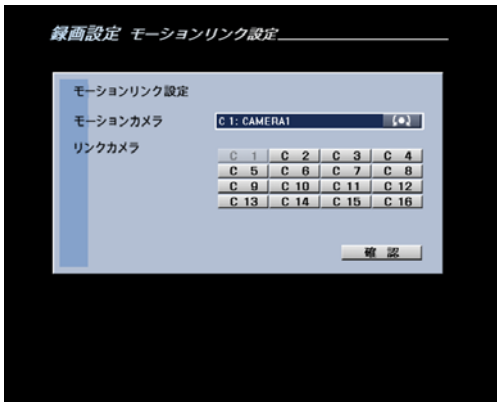 録画設定 モーションリンク設定
モーションリンク設定
モーションカメラ C 1: CAMERA1
リンクカメラ
C 1 C 2 C 3 C 4
C 5 C 6 C 7 C 8
C 9 C 10 C 11 C 12
C 13 C 14 C 15 C 16
確 認